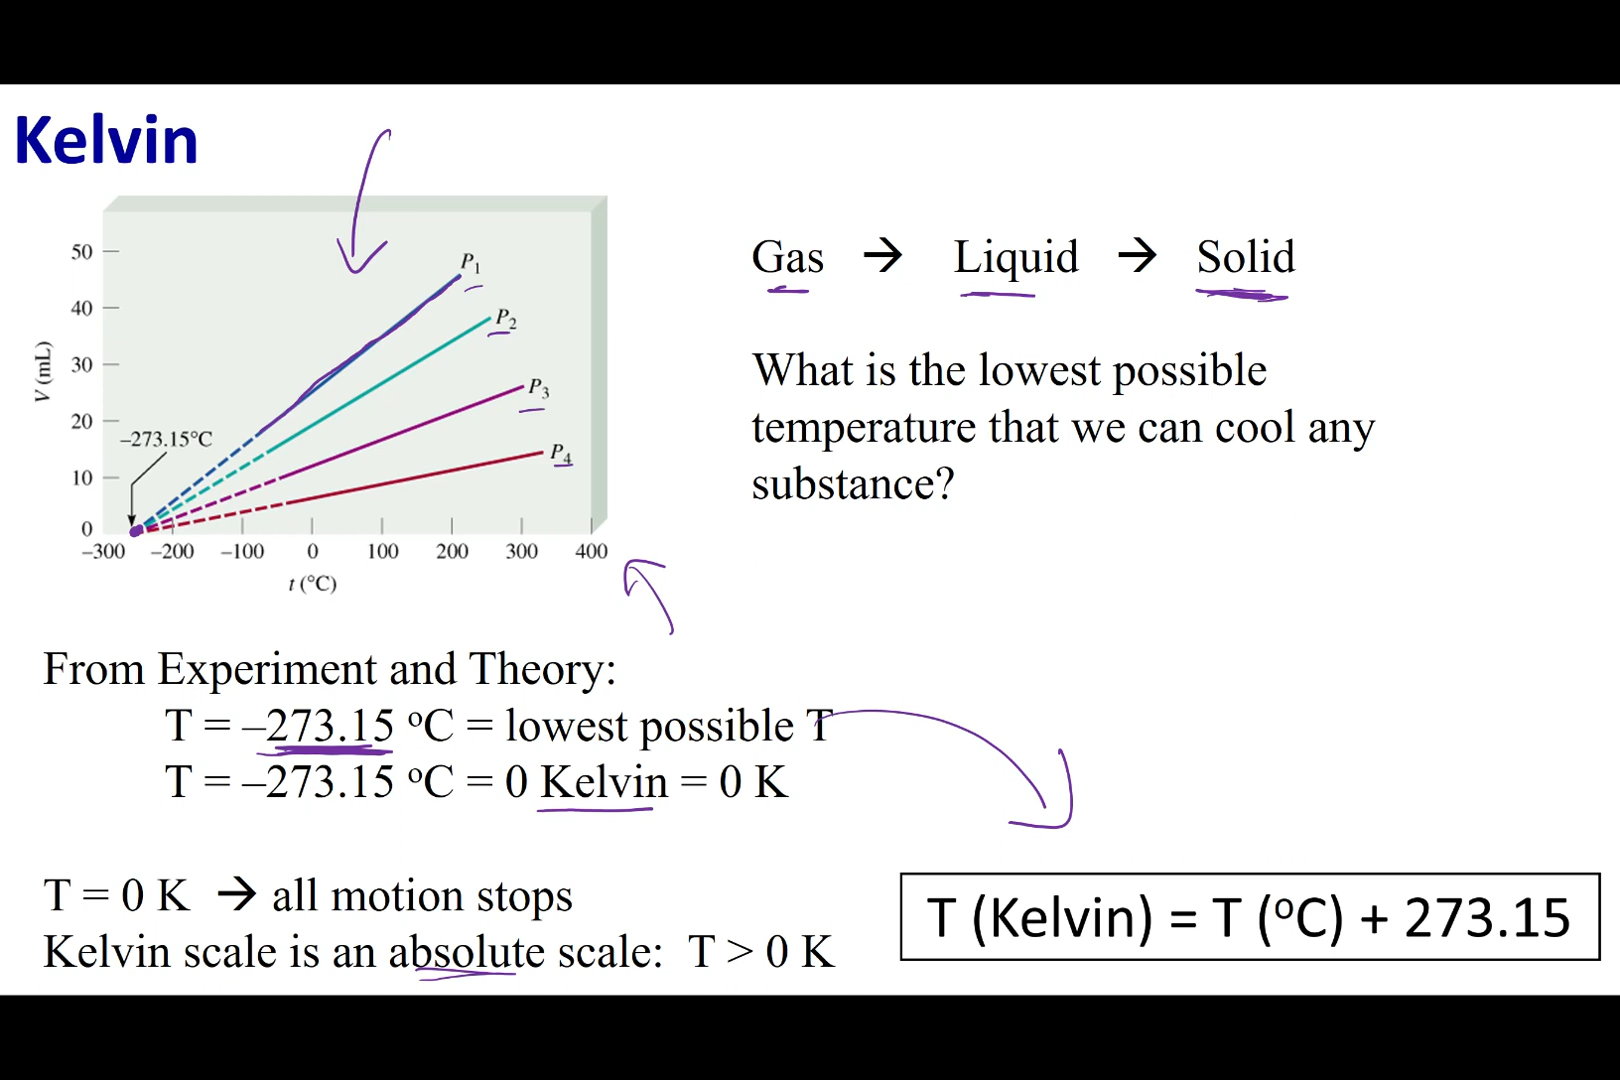 Kelvin
50
40
30
20
10
0
V (mL)
–273.15°C
P1
P2
P3
P4
–300 –200 –100 0 100 200 300 400
t (°C)
Gas → Liquid → Solid
What is the lowest possible
temperature that we can cool any
substance?
From Experiment and Theory:
T = –273.15 °C = lowest possible T
T = –273.15 °C = 0 Kelvin = 0 K
T = 0 K → all motion stops
Kelvin scale is an absolute scale: T > 0 K
T (Kelvin) = T (°C) + 273.15